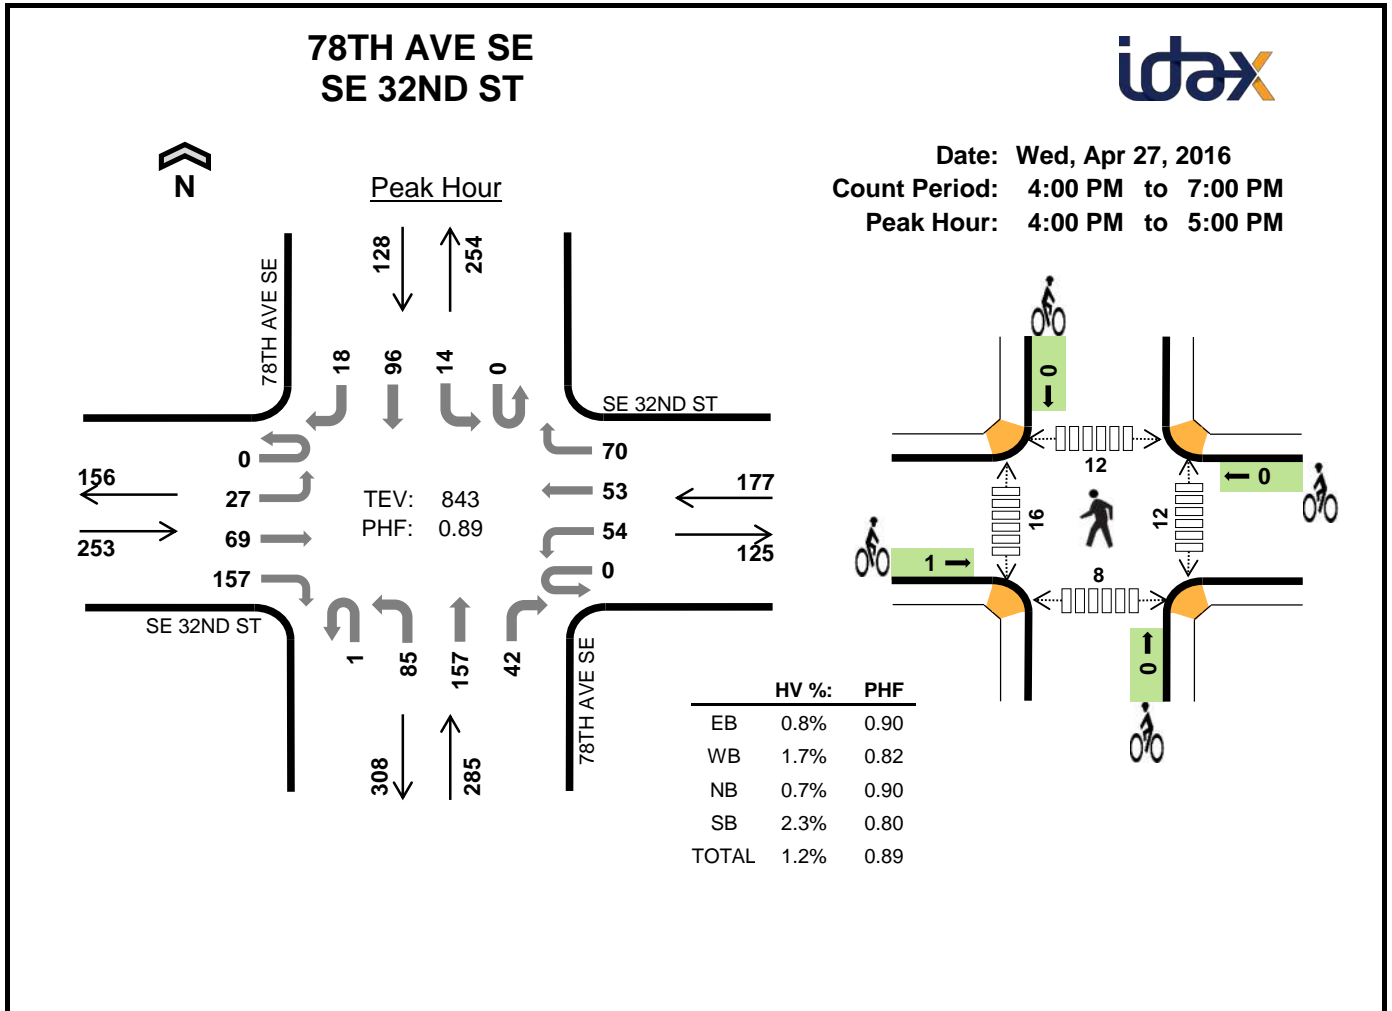 78TH AVE SE
SE 32ND ST
idax
N
Peak Hour
Date: Wed, Apr 27, 2016
Count Period: 4:00 PM to 7:00 PM
Peak Hour: 4:00 PM to 5:00 PM
128
254
78TH AVE SE
18
96
14
0
SE 32ND ST
0
27
69
157
156
253
TEV: 843
PHF: 0.89
70
53
54
0
177
125
SE 32ND ST
1
85
157
42
78TH AVE SE
308
285
0
12
0
16
12
1
8
0
HV %: PHF
EB 0.8% 0.90
WB 1.7% 0.82
NB 0.7% 0.90
SB 2.3% 0.80
TOTAL 1.2% 0.89